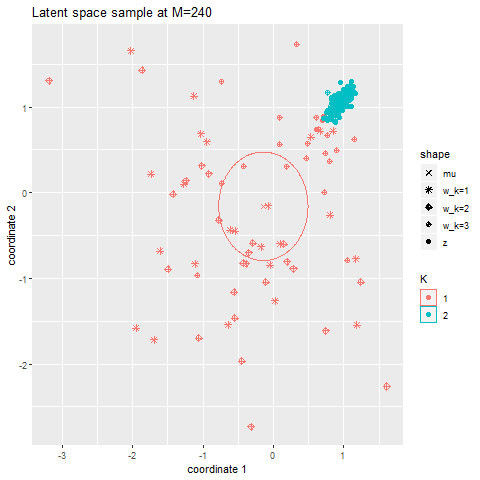 Latent space sample at M=240
coordinate 2
1
0
-1
-2
-3
-2
-1
0
1
coordinate 1
shape
mu
w_k=1
w_k=2
w_k=3
z
K
1
2